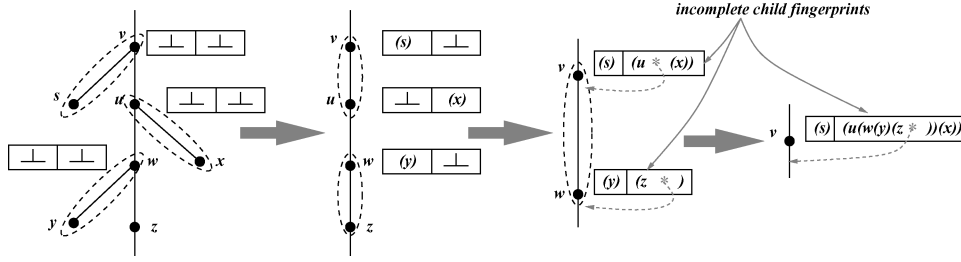 incomplete child fingerprints
v ⊥ ⊥
s u ⊥ ⊥
⊥ ⊥ w x
y z
v (s) ⊥
u ⊥ (x)
w (y) ⊥
z
v (s) (u * (x))
w (y) (z * )
v (s) (u(w(y)(z * ))(x))